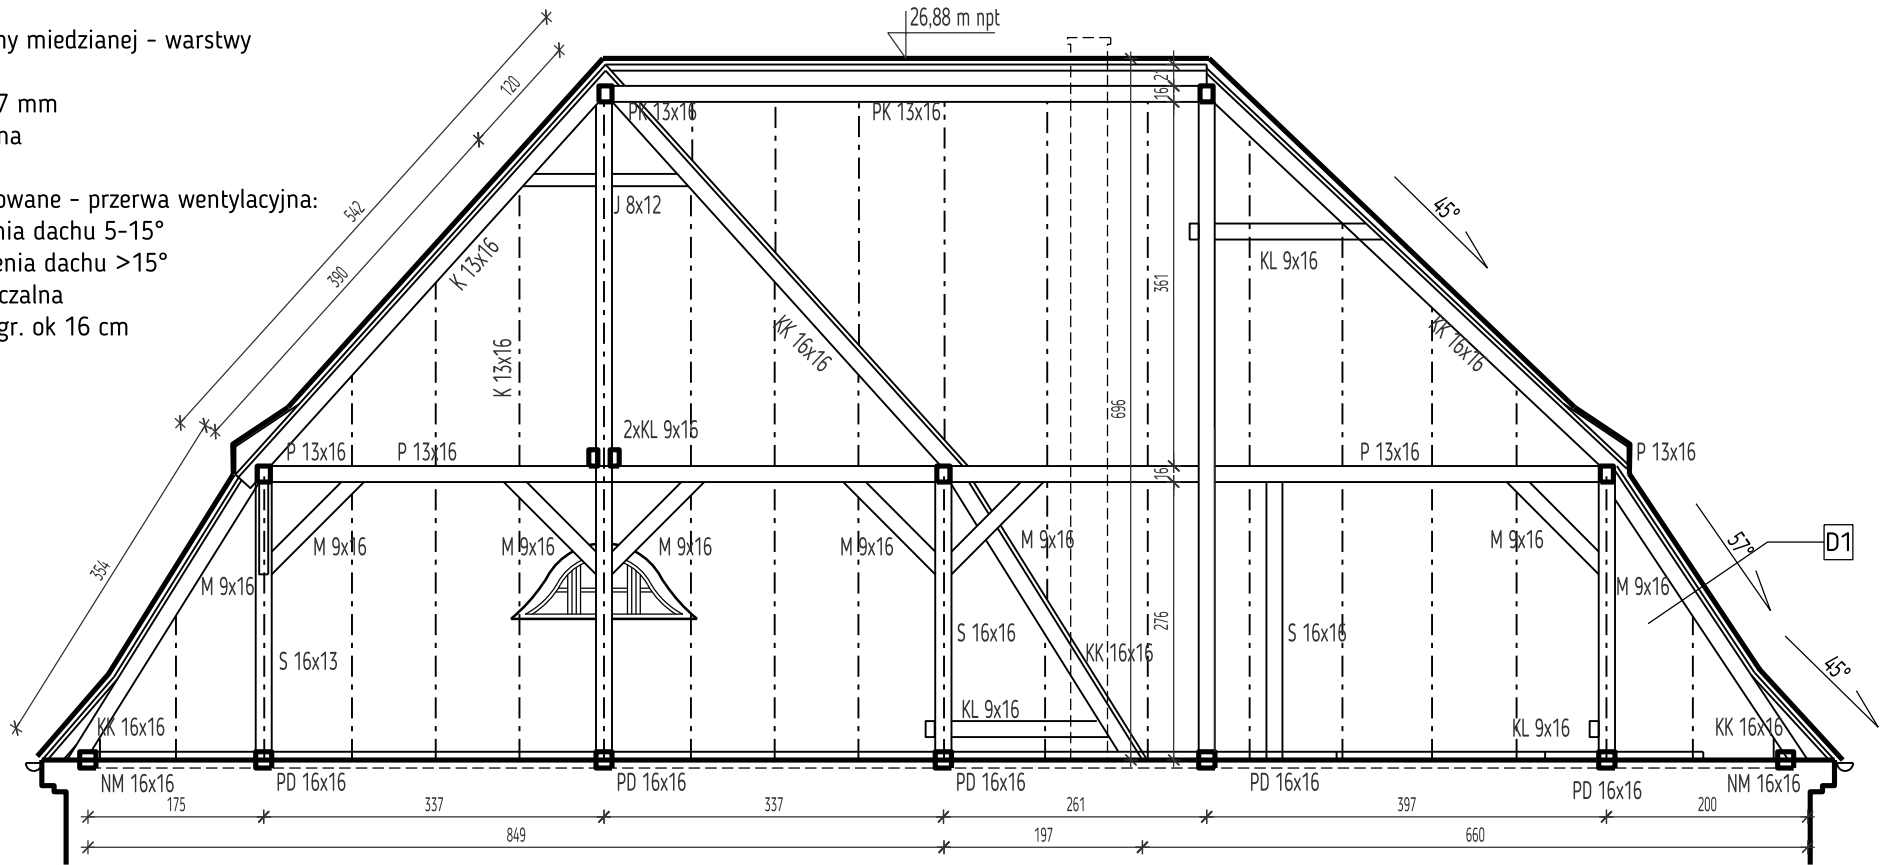 ny miedzianej - warstwy
7 mm
na
owane - przerwa wentylacyjna:
nia dachu 5-15°
enia dachu >15°
czalna
gr. ok 16 cm
26,88 m npt
120
542
390
354
PK 13x16
PK 13x16
21
16
J 8x12
K 13x16
K 13x16
KK 16x16
KL 9x16
361
696
KK 16x16
45°
2xKL 9x16
P 13x16
P 13x16
P 13x16
P 13x16
16
M 9x16
M 9x16
M 9x16
M 9x16
M 9x16
M 9x16
M 9x16
M 9x16
57°
D1
S 16x13
S 16x16
276
S 16x16
KK 16x16
45°
KK 16x16
KL 9x16
KL 9x16
KK 16x16
NM 16x16
PD 16x16
PD 16x16
PD 16x16
PD 16x16
PD 16x16
NM 16x16
175
337
337
261
397
200
849
197
660